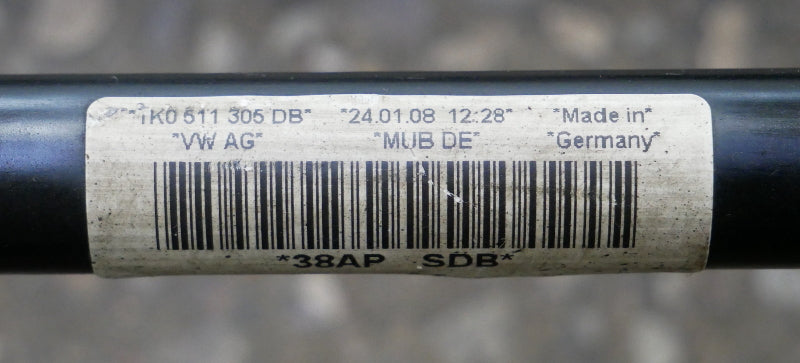 *1K0 511 305 DB* *24.01.08 12:28* *Made in*
*VW AG* *MUB DE* *Germany*
*38AP SDB*